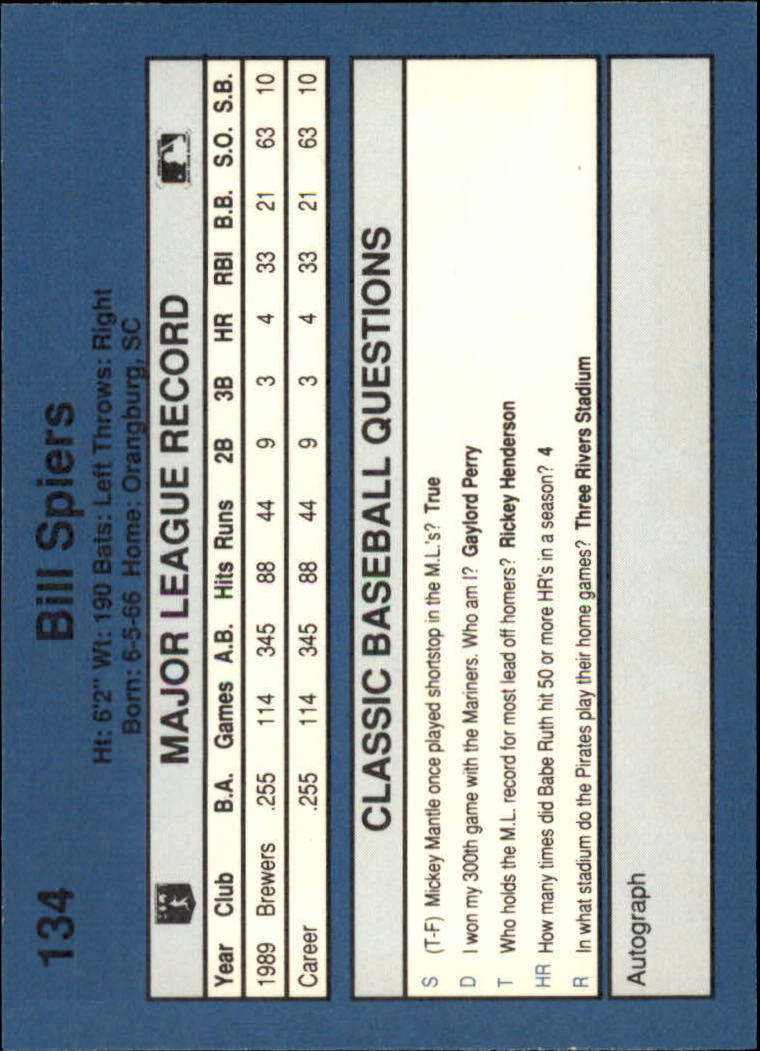 134 Bill Spiers
Ht: 6'2" Wt: 190 Bats: Left Throws: Right
Born: 6-5-66 Home: Orangburg, SC
MAJOR LEAGUE RECORD
Year Club B.A. Games A.B. Hits Runs 2B 3B HR RBI B.B. S.O. S.B.
1989 Brewers .255 114 345 88 44 9 3 4 33 21 63 10
Career .255 114 345 88 44 9 3 4 33 21 63 10
CLASSIC BASEBALL QUESTIONS
S (T-F) Mickey Mantle once played shortstop in the M.L.'s? True
D I won my 300th game with the Mariners. Who am I? Gaylord Perry
T Who holds the M.L. record for most lead off homers? Rickey Henderson
HR How many times did Babe Ruth hit 50 or more HR's in a season? 4
R In what stadium do the Pirates play their home games? Three Rivers Stadium
Autograph